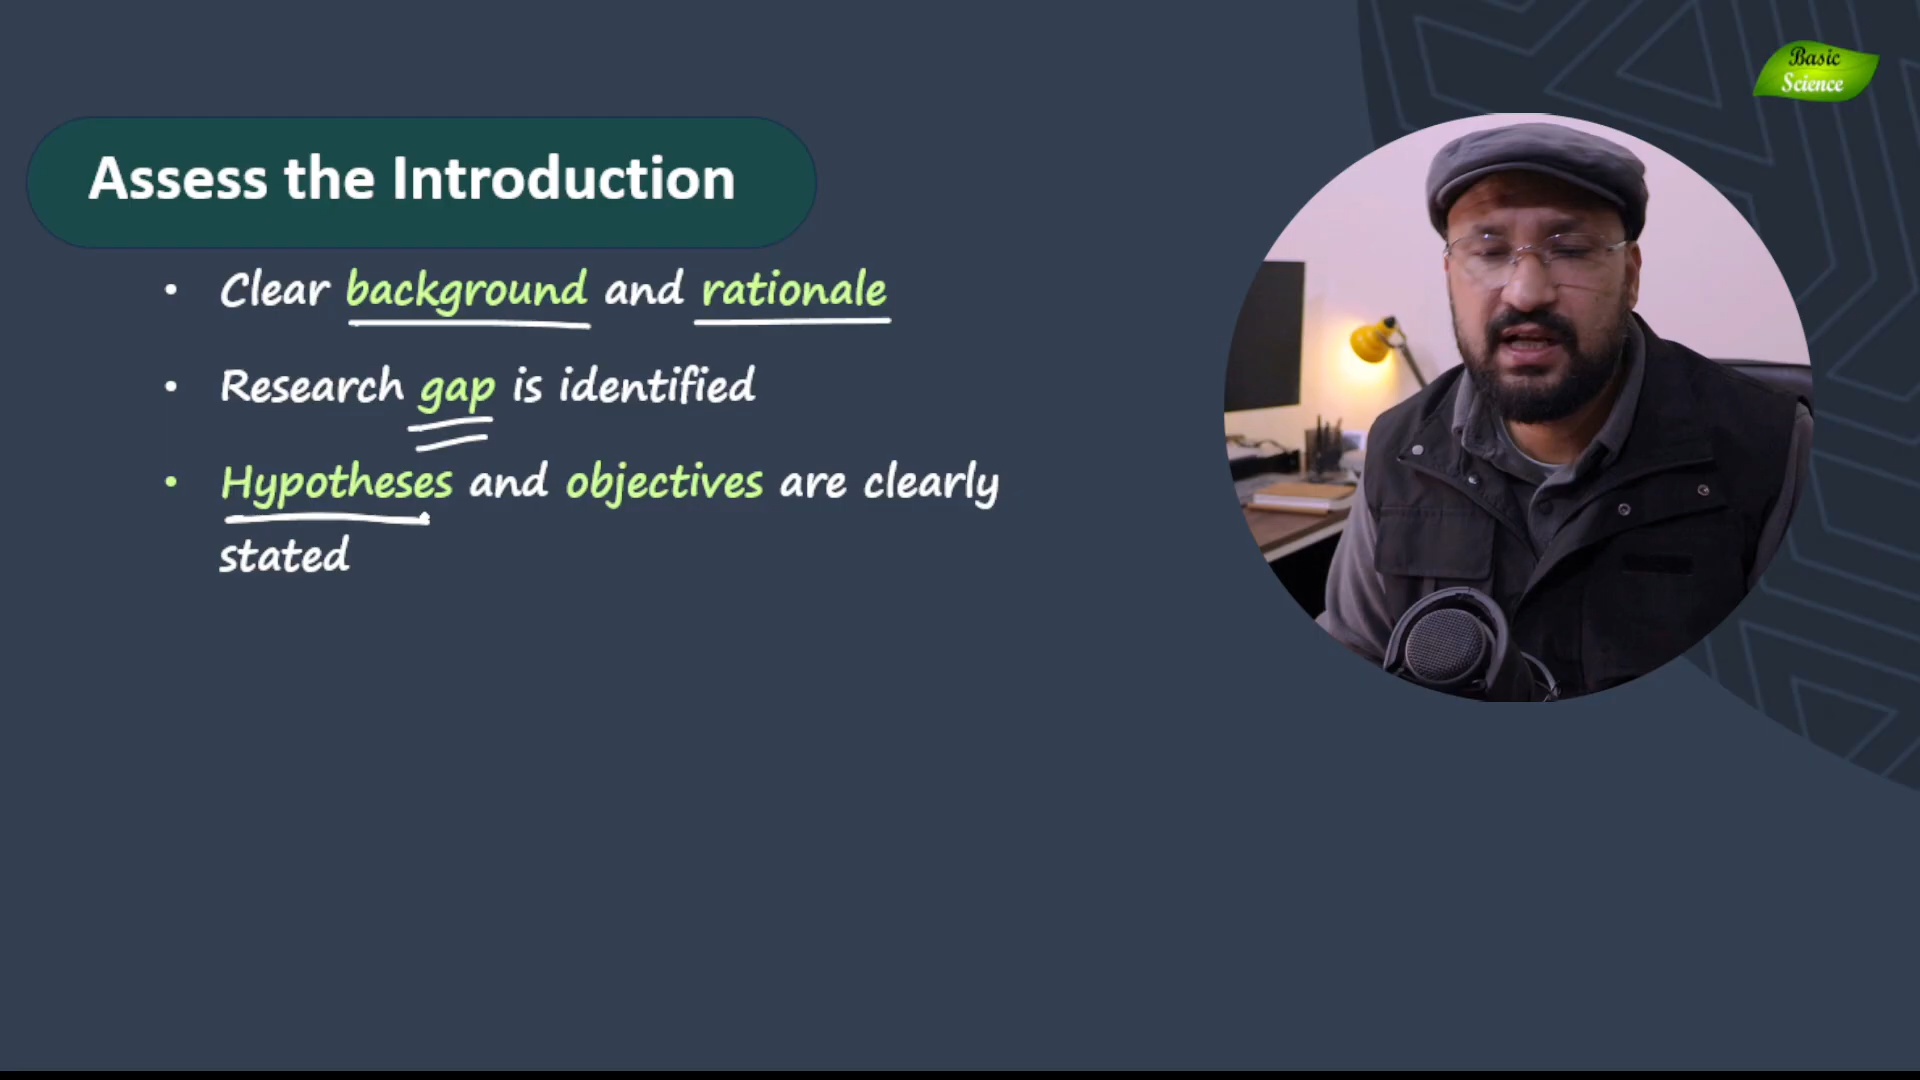 Basic
Science
Assess the Introduction
• Clear background and rationale
• Research gap is identified
• Hypotheses and objectives are clearly
stated